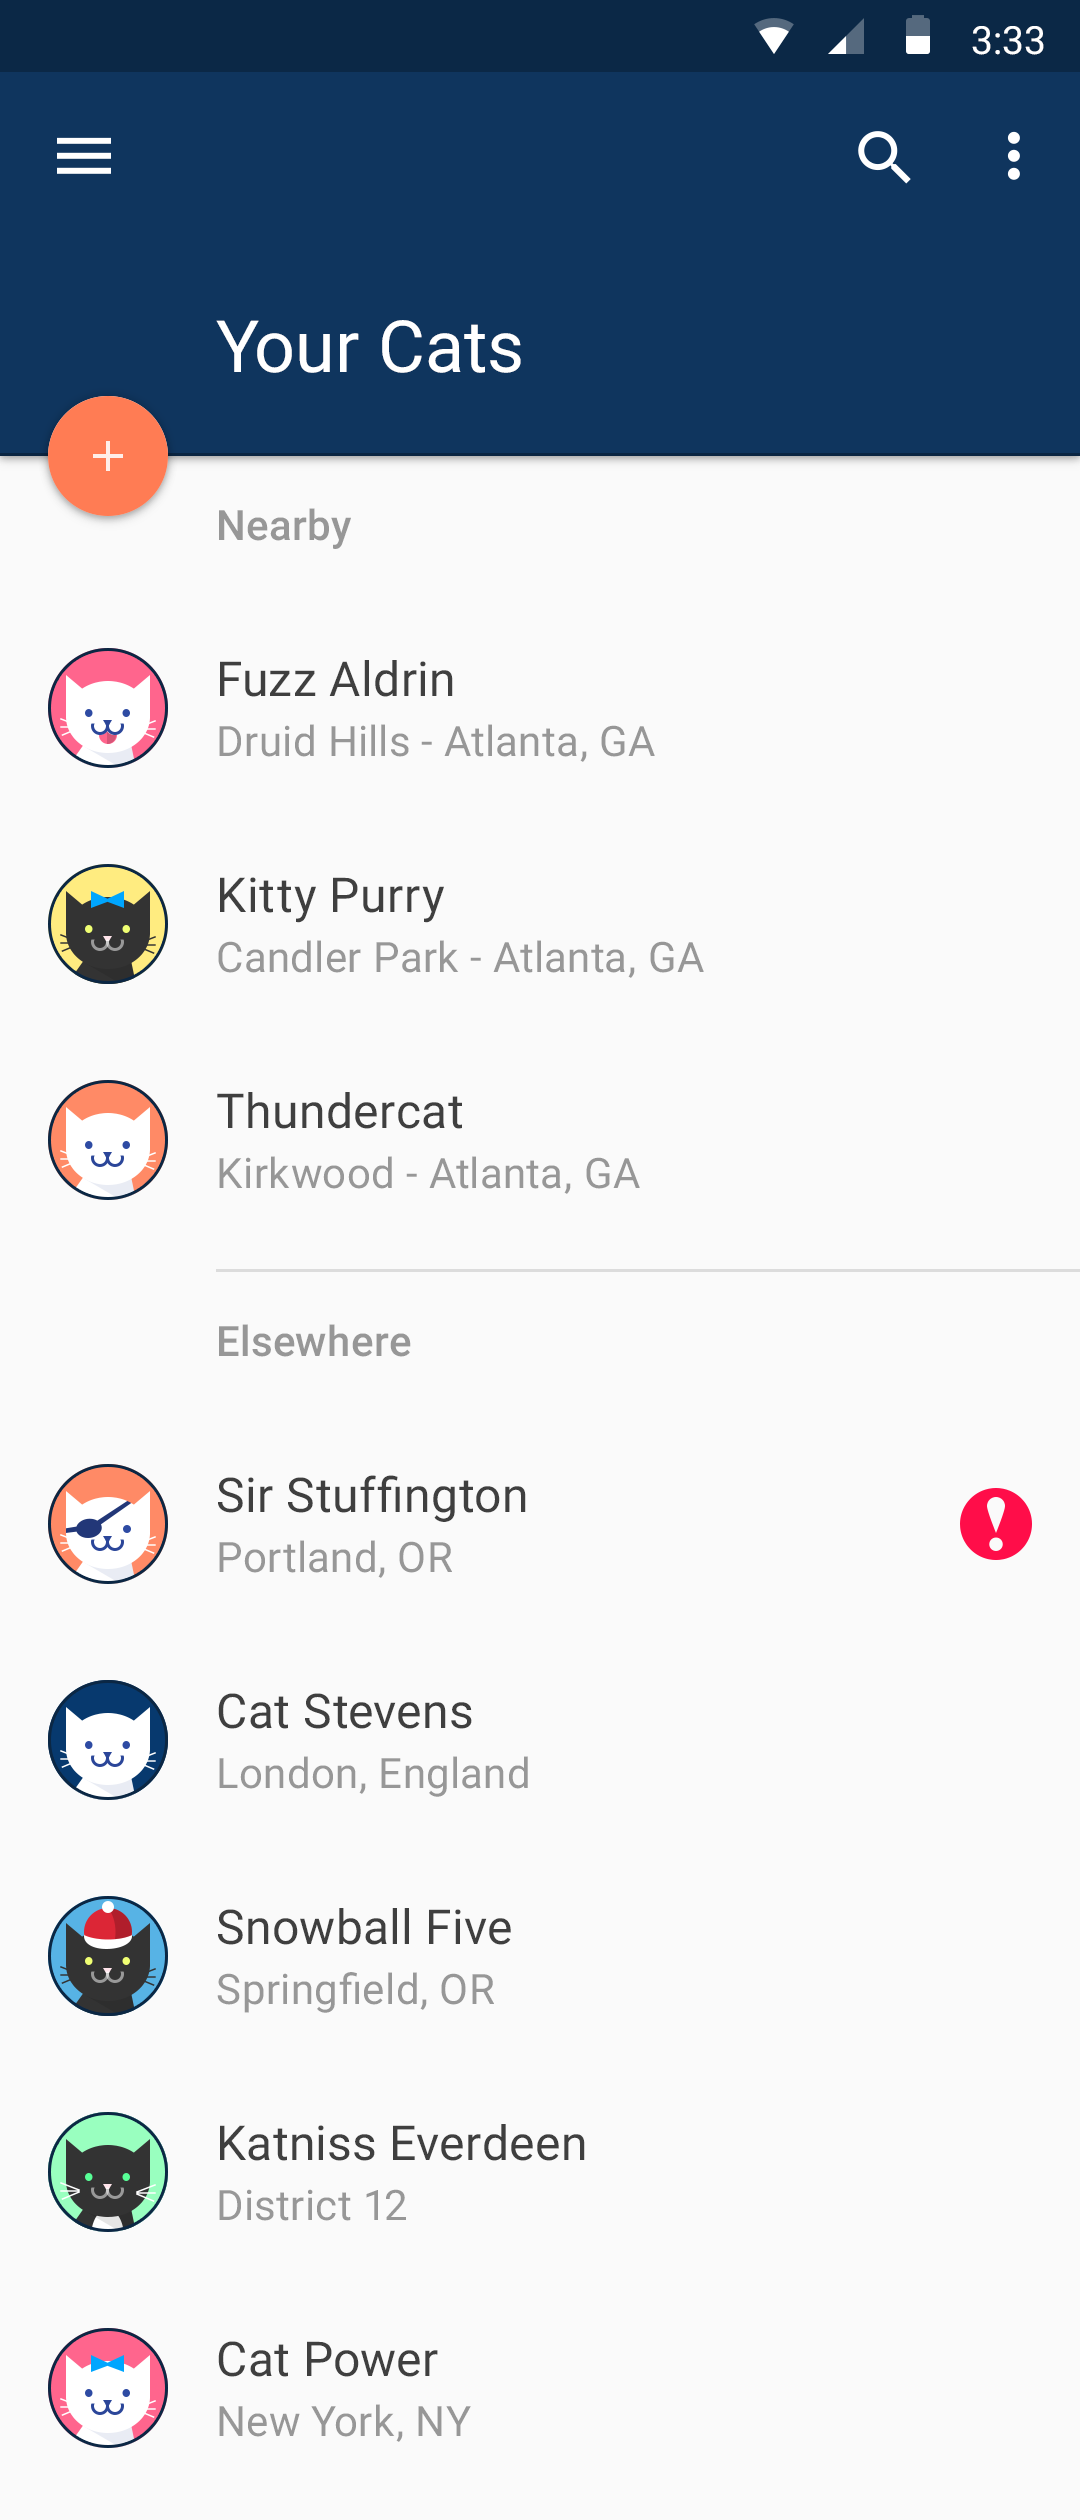 3:33
Your Cats
Nearby
Fuzz Aldrin
Druid Hills - Atlanta, GA
Kitty Purry
Candler Park - Atlanta, GA
Thundercat
Kirkwood - Atlanta, GA
Elsewhere
Sir Stuffington
Portland, OR
Cat Stevens
London, England
Snowball Five
Springfield, OR
Katniss Everdeen
District 12
Cat Power
New York, NY